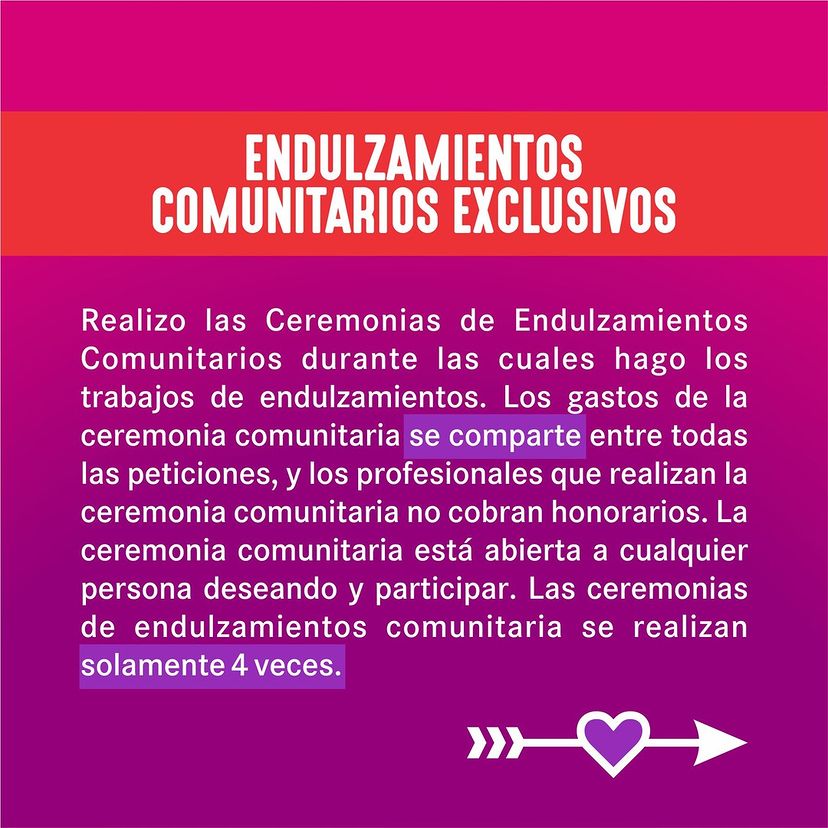 ENDULZAMIENTOS
COMUNITARIOS EXCLUSIVOS
Realizo las Ceremonias de Endulzamientos
Comunitarios durante las cuales hago los
trabajos de endulzamientos. Los gastos de la
ceremonia comunitaria se comparte entre todas
las peticiones, y los profesionales que realizan la
ceremonia comunitaria no cobran honorarios. La
ceremonia comunitaria está abierta a cualquier
persona deseando y participar. Las ceremonias
de endulzamientos comunitaria se realizan
solamente 4 veces.